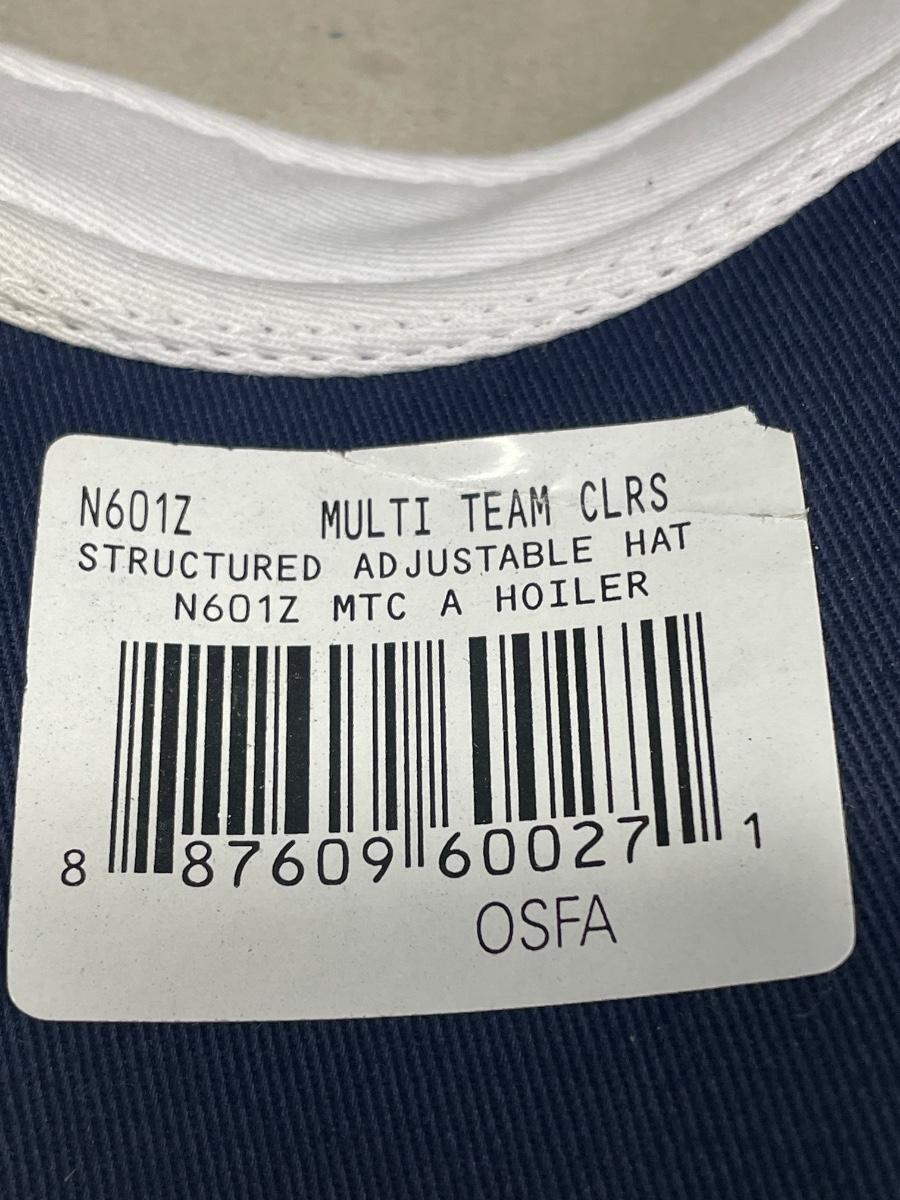 N601Z MULTI TEAM CLRS
STRUCTURED ADJUSTABLE HAT
N601Z MTC A HOILER
8 87609 60027 1
OSFA